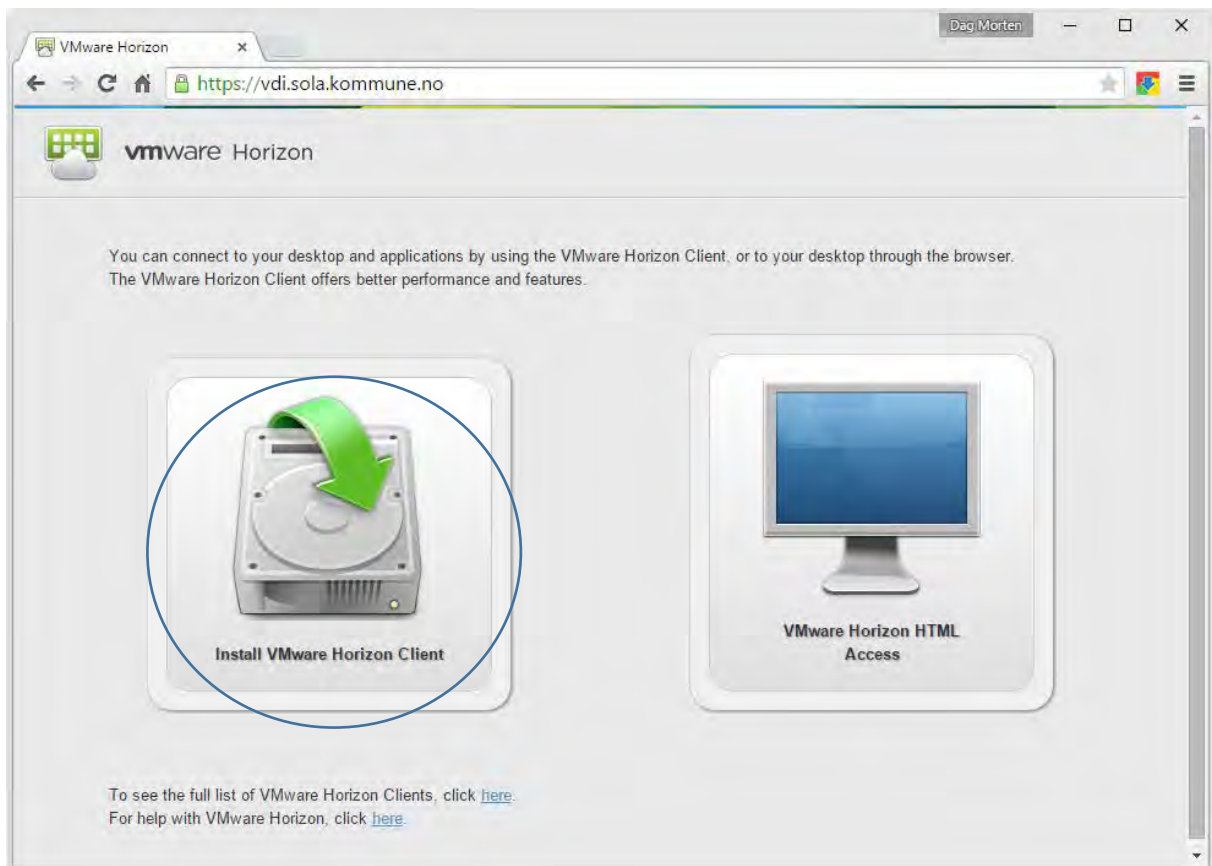 Dag Morten
VMware Horizon
https://vdi.sola.kommune.no
vmware Horizon
You can connect to your desktop and applications by using the VMware Horizon Client, or to your desktop through the browser.
The VMware Horizon Client offers better performance and features.
Install VMware Horizon Client
VMware Horizon HTML
Access
To see the full list of VMware Horizon Clients, click here.
For help with VMware Horizon, click here.